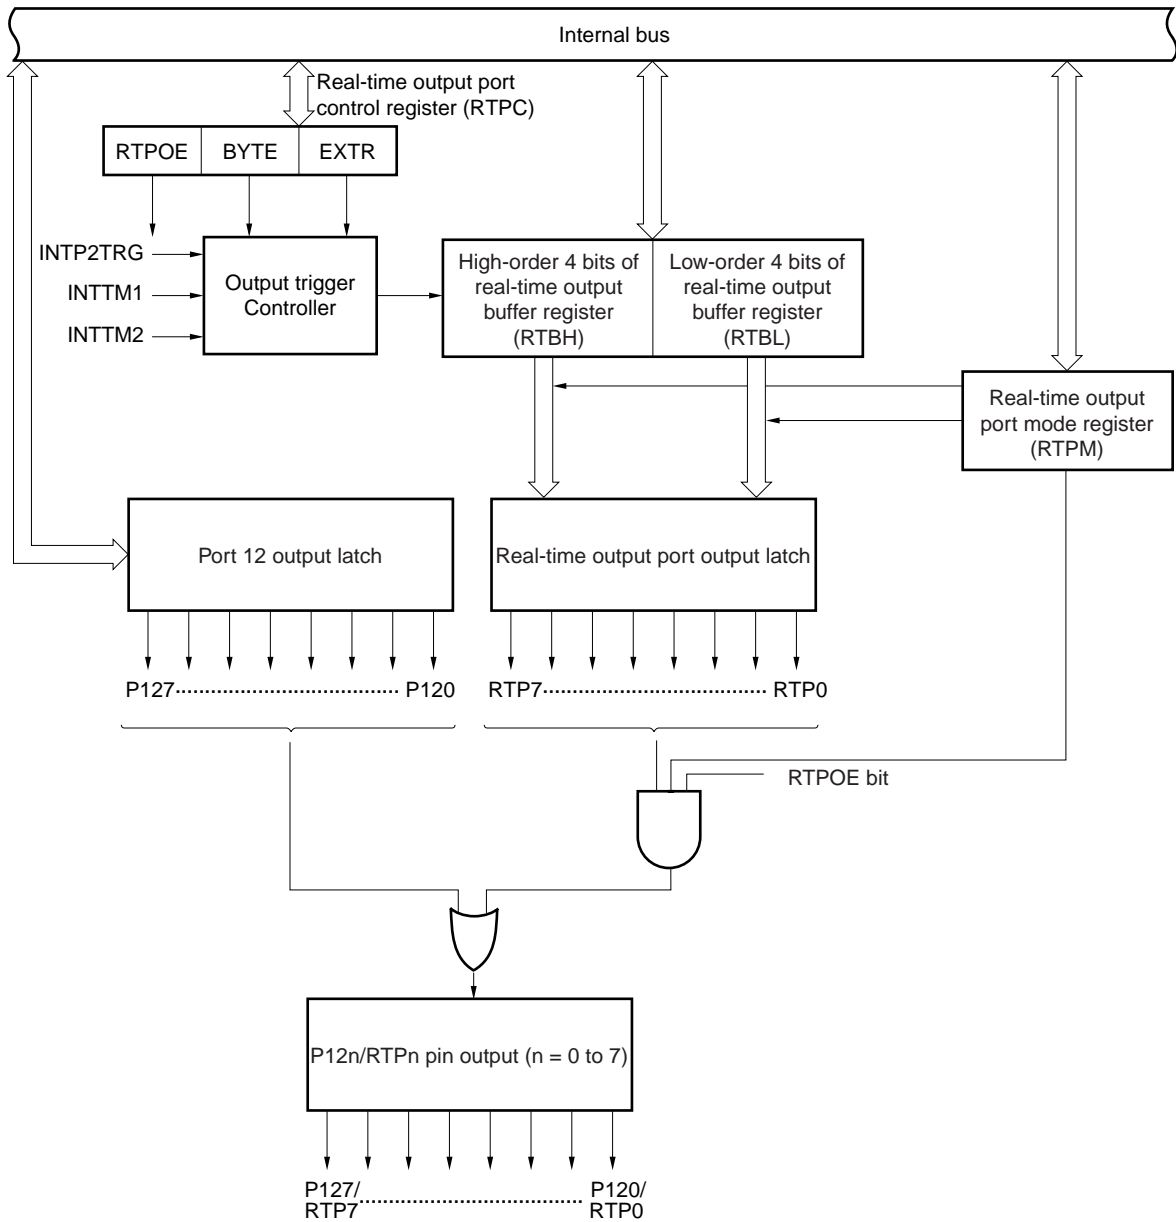 Internal bus
Real-time output port
control register (RTPC)
RTPOE
BYTE
EXTR
INTP2TRG
INTTM1
INTTM2
Output trigger
Controller
High-order 4 bits of
real-time output
buffer register
(RTBH)
Low-order 4 bits of
real-time output
buffer register
(RTBL)
Real-time output
port mode register
(RTPM)
Port 12 output latch
Real-time output port output latch
P127 P120
RTP7 RTP0
RTPOE bit
P12n/RTPn pin output (n = 0 to 7)
P127/
RTP7
P120/
RTP0